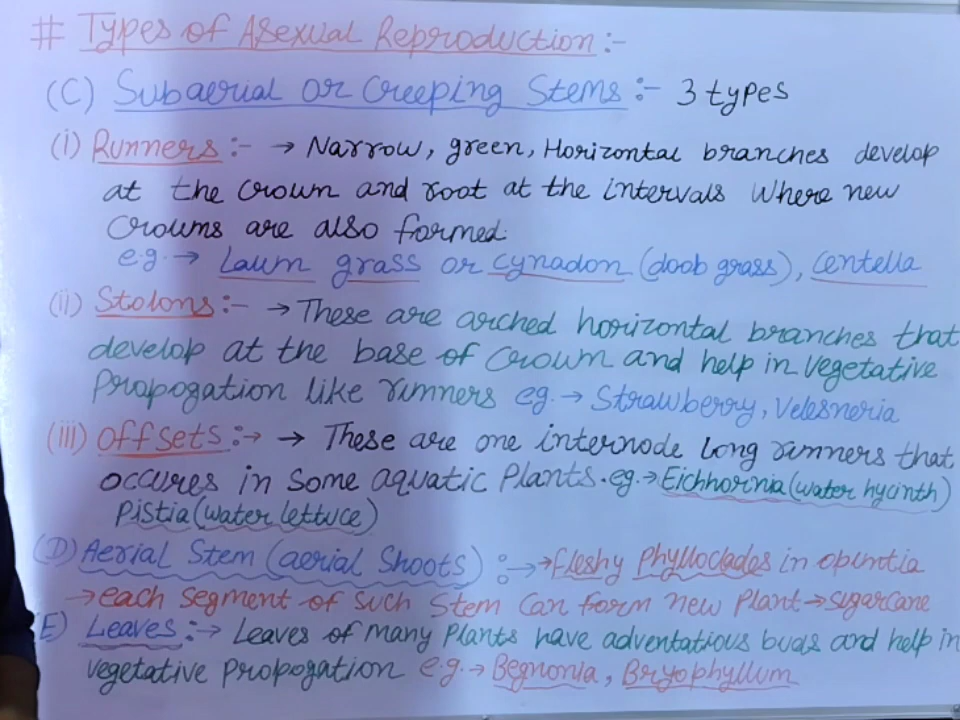 # Types of Asexual Reproduction :-
(C) Subaerial or Creeping Stems :- 3 types
(i) Runners :- → Narrow, green, Horizontal branches develop
at the crown and root at the intervals Where new
Crowns are also formed.
e.g. → Lawn grass or cynadon (doob grass), Centella
(ii) Stolons :- → These are arched horizontal branches that
develop at the base of crown and help in vegetative
Propogation like runners eg. → Strawberry, Velesneria
(iii) Offsets :→ → These are one internode long runners that
occures in Some aquatic Plants. eg. → Eichhornia (water hycinth)
Pistia (water lettuce)
(D) Aerial Stem (aerial Shoots) :→ → fleshy Phylloclades in opuntia
→ each segment of such Stem Can form new Plant → sugarcane
E) Leaves :→ Leaves of many Plants have adventatious buds and help in
vegetative propogation e.g. → Begnonia, Bryophyllum